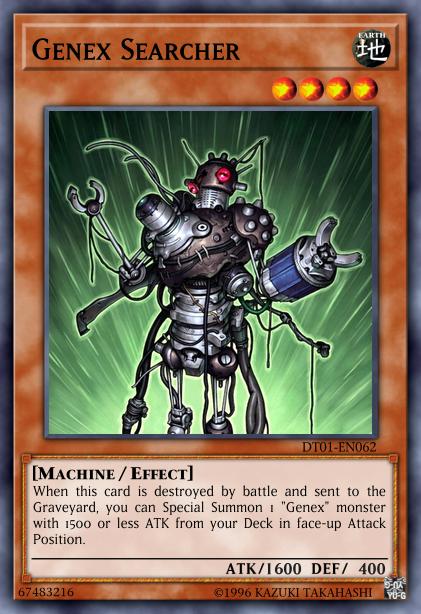 GENEX SEARCHER
EARTH
地
DT01-EN062
[MACHINE / EFFECT]
When this card is destroyed by battle and sent to the
Graveyard, you can Special Summon 1 "Genex" monster
with 1500 or less ATK from your Deck in face-up Attack
Position.
ATK/1600 DEF/ 400
67483216
©1996 KAZUKI TAKAHASHI